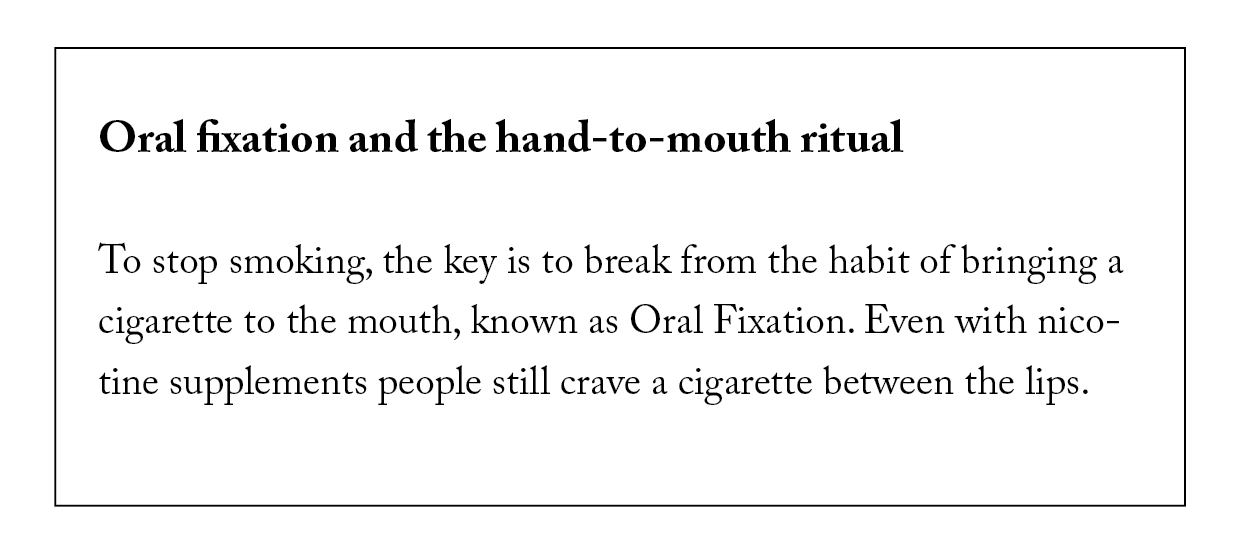 Oral fixation and the hand-to-mouth ritual
To stop smoking, the key is to break from the habit of bringing a
cigarette to the mouth, known as Oral Fixation. Even with nico-
tine supplements people still crave a cigarette between the lips.